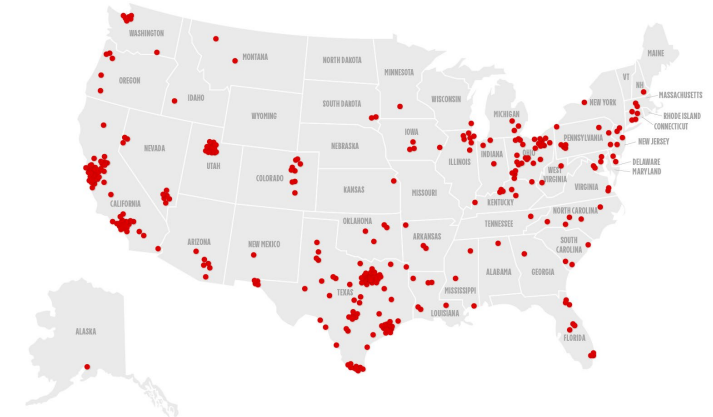 WASHINGTON
MONTANA
NORTH DAKOTA
MINNESOTA
MAINE
VT
NH
MASSACHUSETTS
OREGON
IDAHO
WYOMING
SOUTH DAKOTA
WISCONSIN
MICHIGAN
NEW YORK
RHODE ISLAND
CONNECTICUT
NEVADA
UTAH
COLORADO
NEBRASKA
IOWA
ILLINOIS
INDIANA
OHIO
PENNSYLVANIA
NEW JERSEY
DELAWARE
MARYLAND
WEST
VIRGINIA
VIRGINIA
CALIFORNIA
KANSAS
MISSOURI
KENTUCKY
ARIZONA
NEW MEXICO
OKLAHOMA
ARKANSAS
TENNESSEE
NORTH CAROLINA
SOUTH
CAROLINA
TEXAS
LOUISIANA
MISSISSIPPI
ALABAMA
GEORGIA
FLORIDA
ALASKA